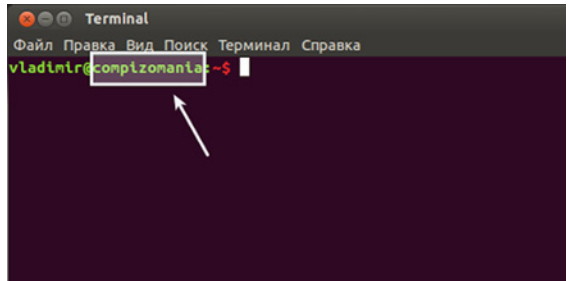 Terminal
Файл Правка Вид Поиск Терминал Справка
vladimir@compizomania:~$